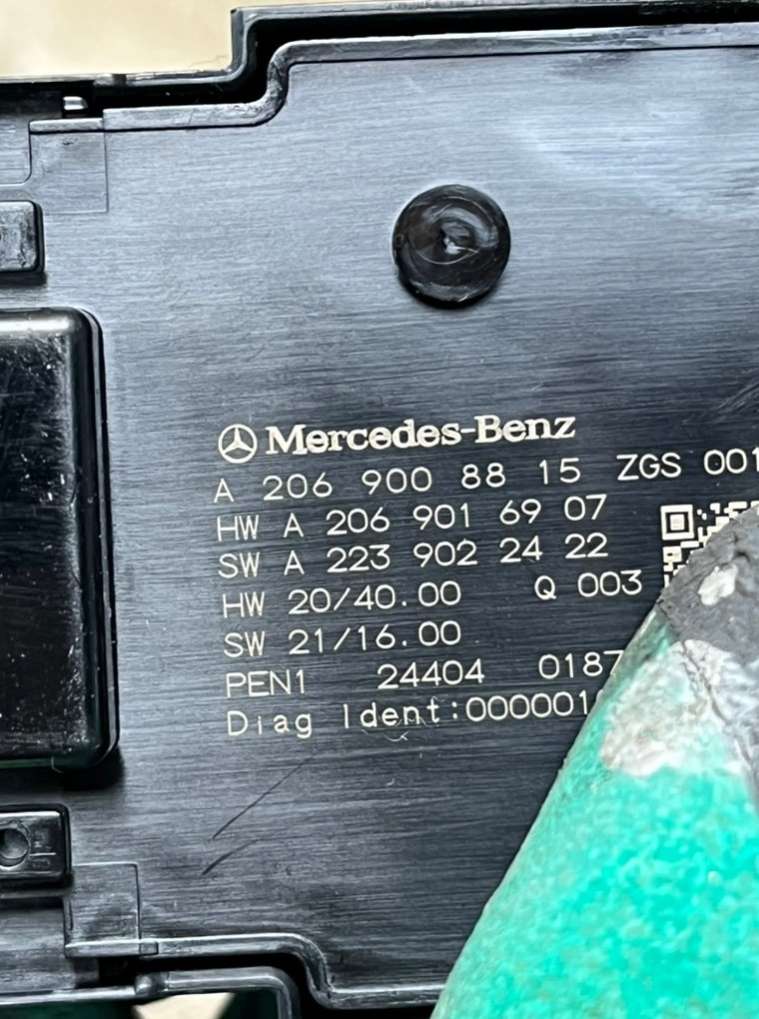 Mercedes-Benz
A 206 900 88 15 ZGS 001
HW A 206 901 69 07
SW A 223 902 24 22
HW 20/40.00 Q 003
SW 21/16.00
PEN1 24404 0187
Diag Ident:000001